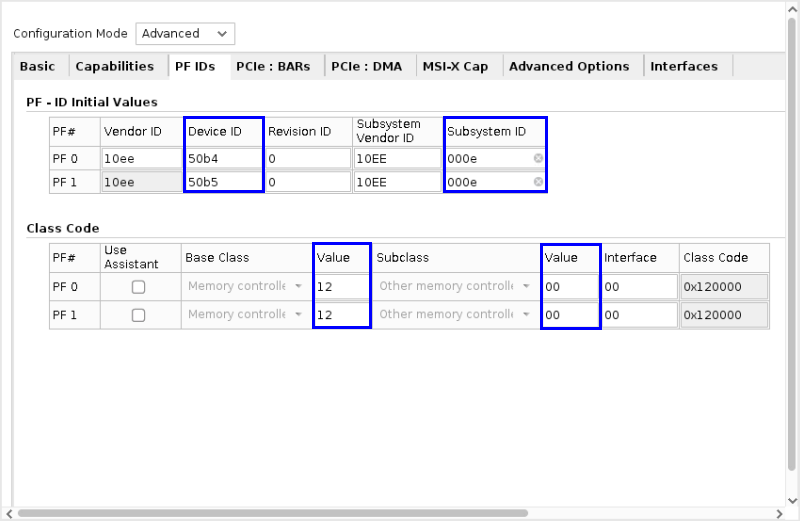 Configuration Mode Advanced
Basic Capabilities PF IDs PCIe : BARs PCIe : DMA MSI-X Cap Advanced Options Interfaces
PF - ID Initial Values
PF# Vendor ID Device ID Revision ID Subsystem Vendor ID Subsystem ID
PF 0 10ee 50b4 0 10EE 000e
PF 1 10ee 50b5 0 10EE 000e
Class Code
PF# Use Assistant Base Class Value Subclass Value Interface Class Code
PF 0 Memory controlle 12 Other memory controlle 00 00 0x120000
PF 1 Memory controlle 12 Other memory controlle 00 00 0x120000